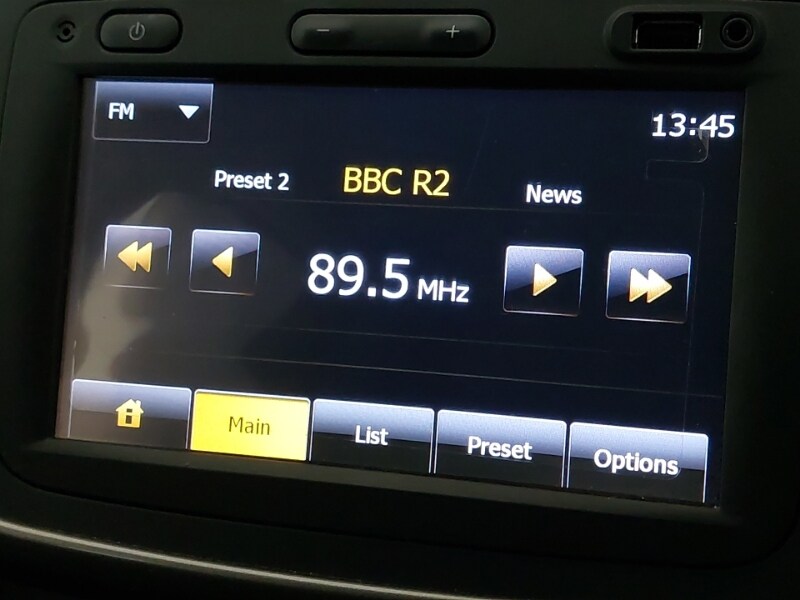 − +
FM
13:45
Preset 2 BBC R2 News
89.5 MHz
Main List Preset Options